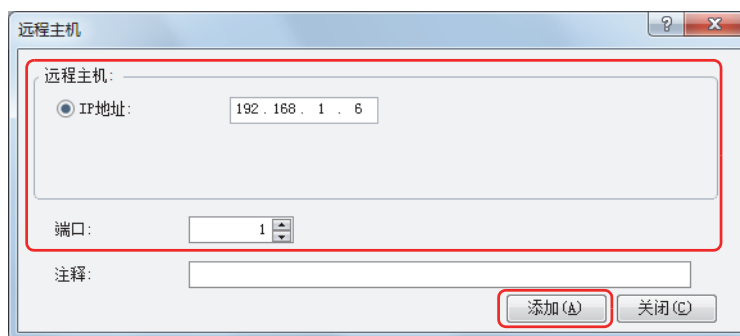 远程主机
远程主机:
IP地址:
192 . 168 . 1 . 6
端口:
1
注释:
添加(A)
关闭(C)